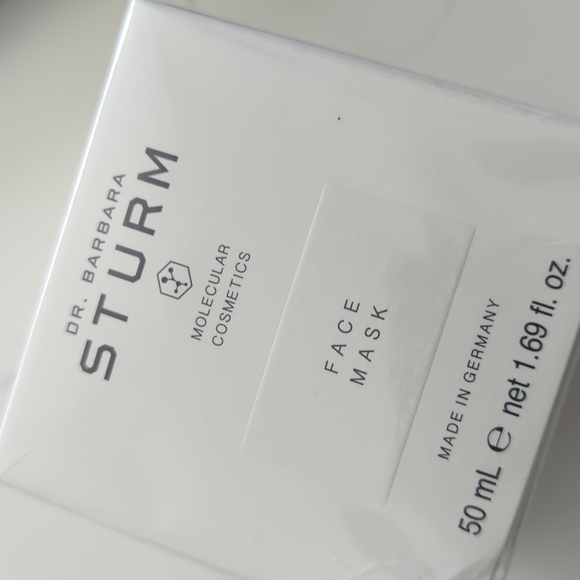 DR. BARBARA
STURM
MOLECULAR
COSMETICS
FACE
MASK
MADE IN GERMANY
50 mL ℮ net 1.69 fl. oz.